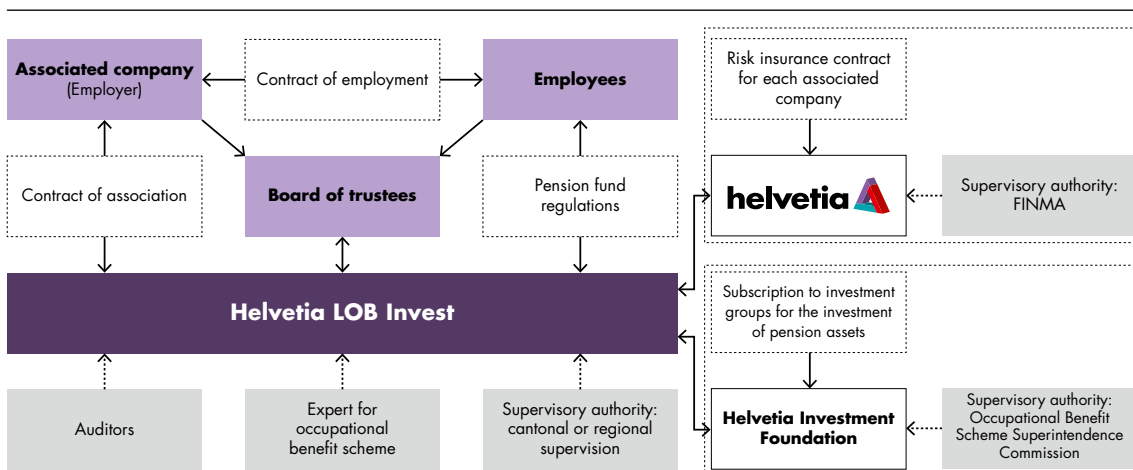 Associated company
(Employer)
Contract of employment
Employees
Risk insurance contract
for each associated
company
Contract of association
Board of trustees
Pension fund
regulations
helvetia
Supervisory authority:
FINMA
Helvetia LOB Invest
Subscription to investment
groups for the investment
of pension assets
Auditors
Expert for
occupational
benefit scheme
Supervisory authority:
cantonal or regional
supervision
Helvetia Investment
Foundation
Supervisory authority:
Occupational Benefit
Scheme Superintendence
Commission